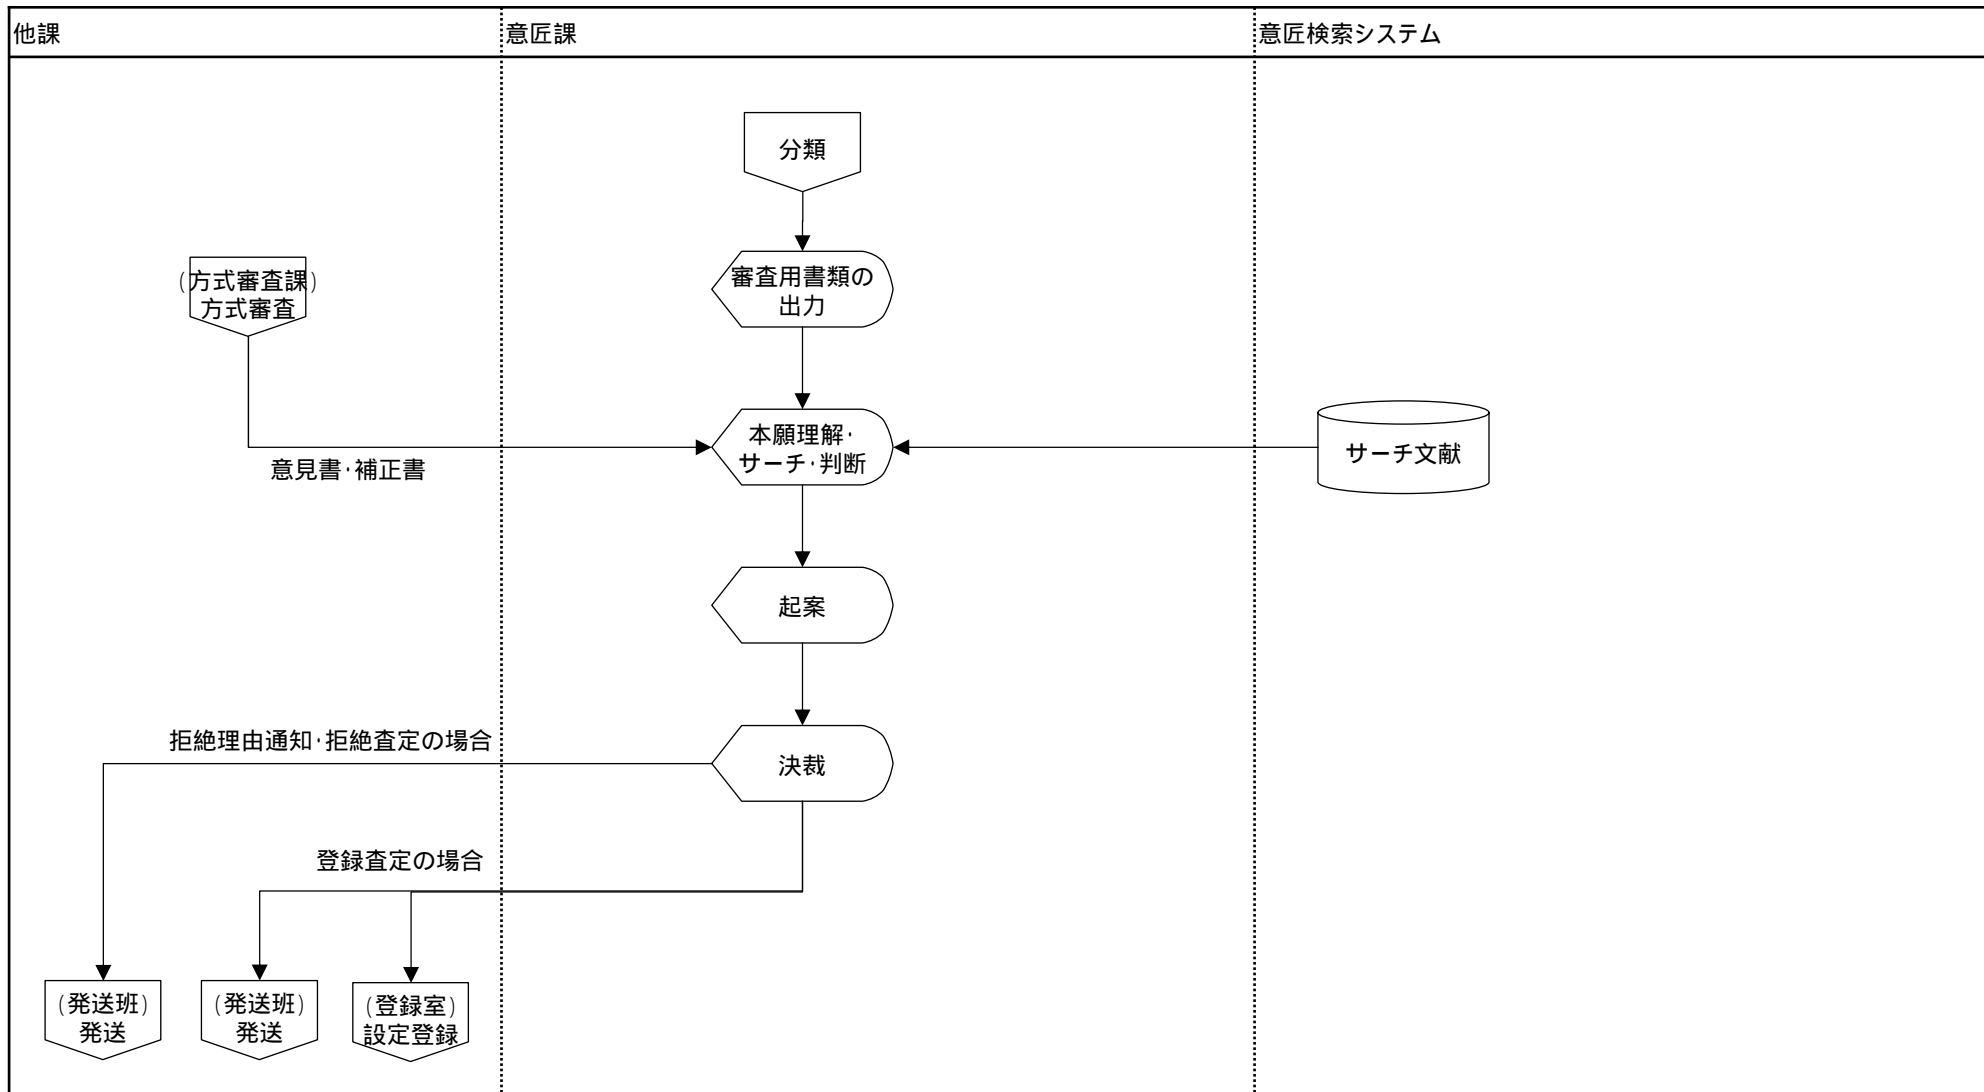 他課
意匠課
意匠検索システム
分類
(方式審査課)
方式審査
審査用書類の
出力
本願理解・
サーチ・判断
サーチ文献
意見書・補正書
起案
拒絶理由通知・拒絶査定の場合
決裁
登録査定の場合
(発送班)
発送
(発送班)
発送
(登録室)
設定登録